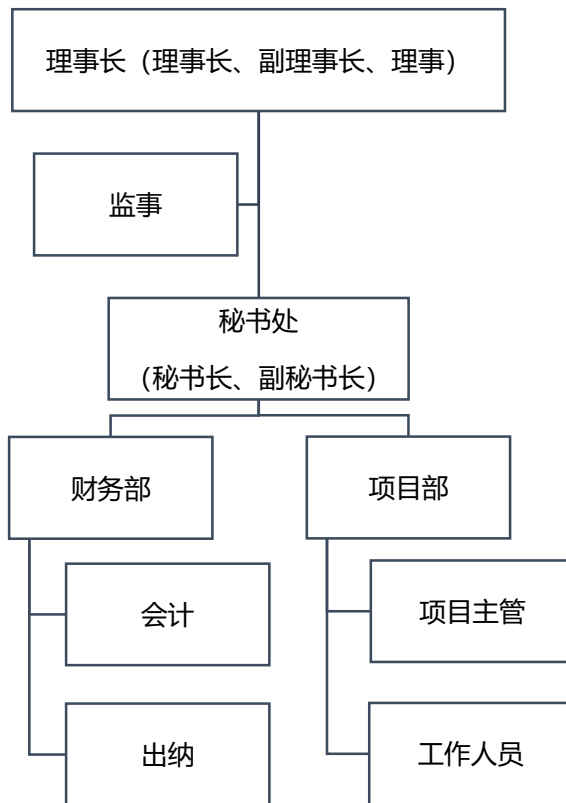 理事长（理事长、副理事长、理事）
监事
秘书处
（秘书长、副秘书长）
财务部
项目部
会计
项目主管
出纳
工作人员